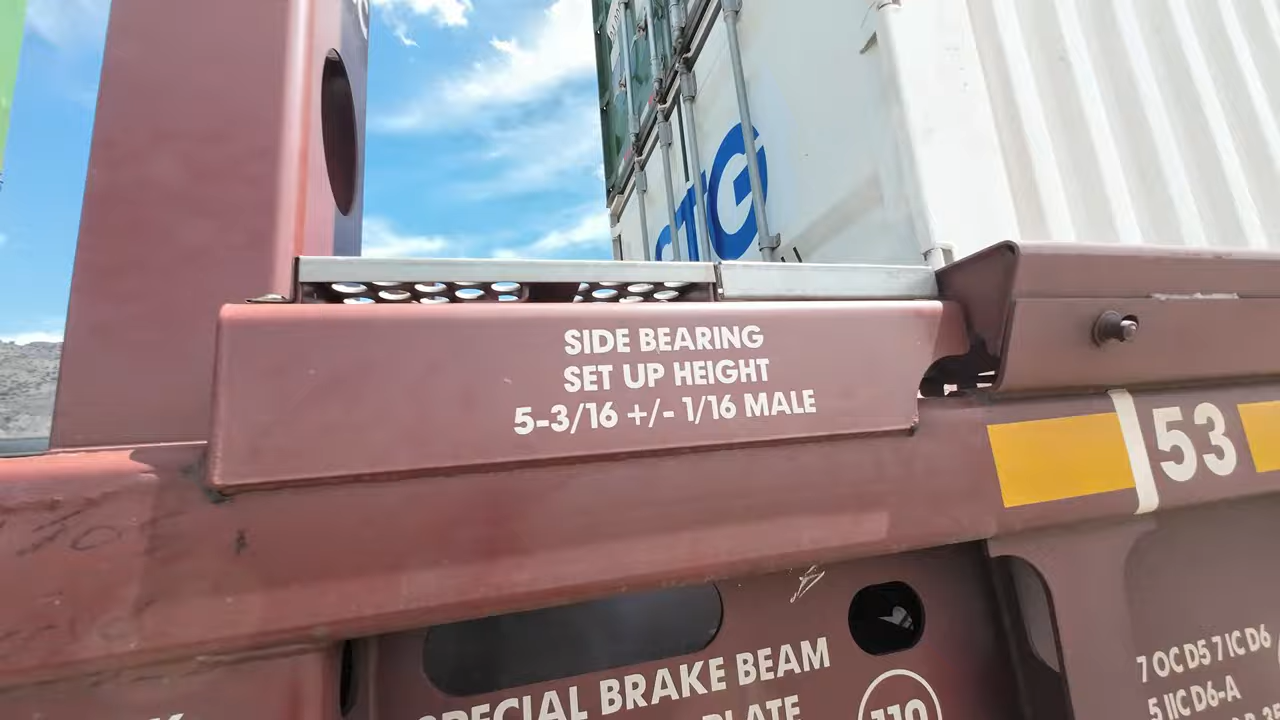 CTG
SIDE BEARING
SET UP HEIGHT
5-3/16 +/- 1/16 MALE
53
SPECIAL BRAKE BEAM
PLATE
110
7 OC D5 7 IC D6
5 IIC D6-A